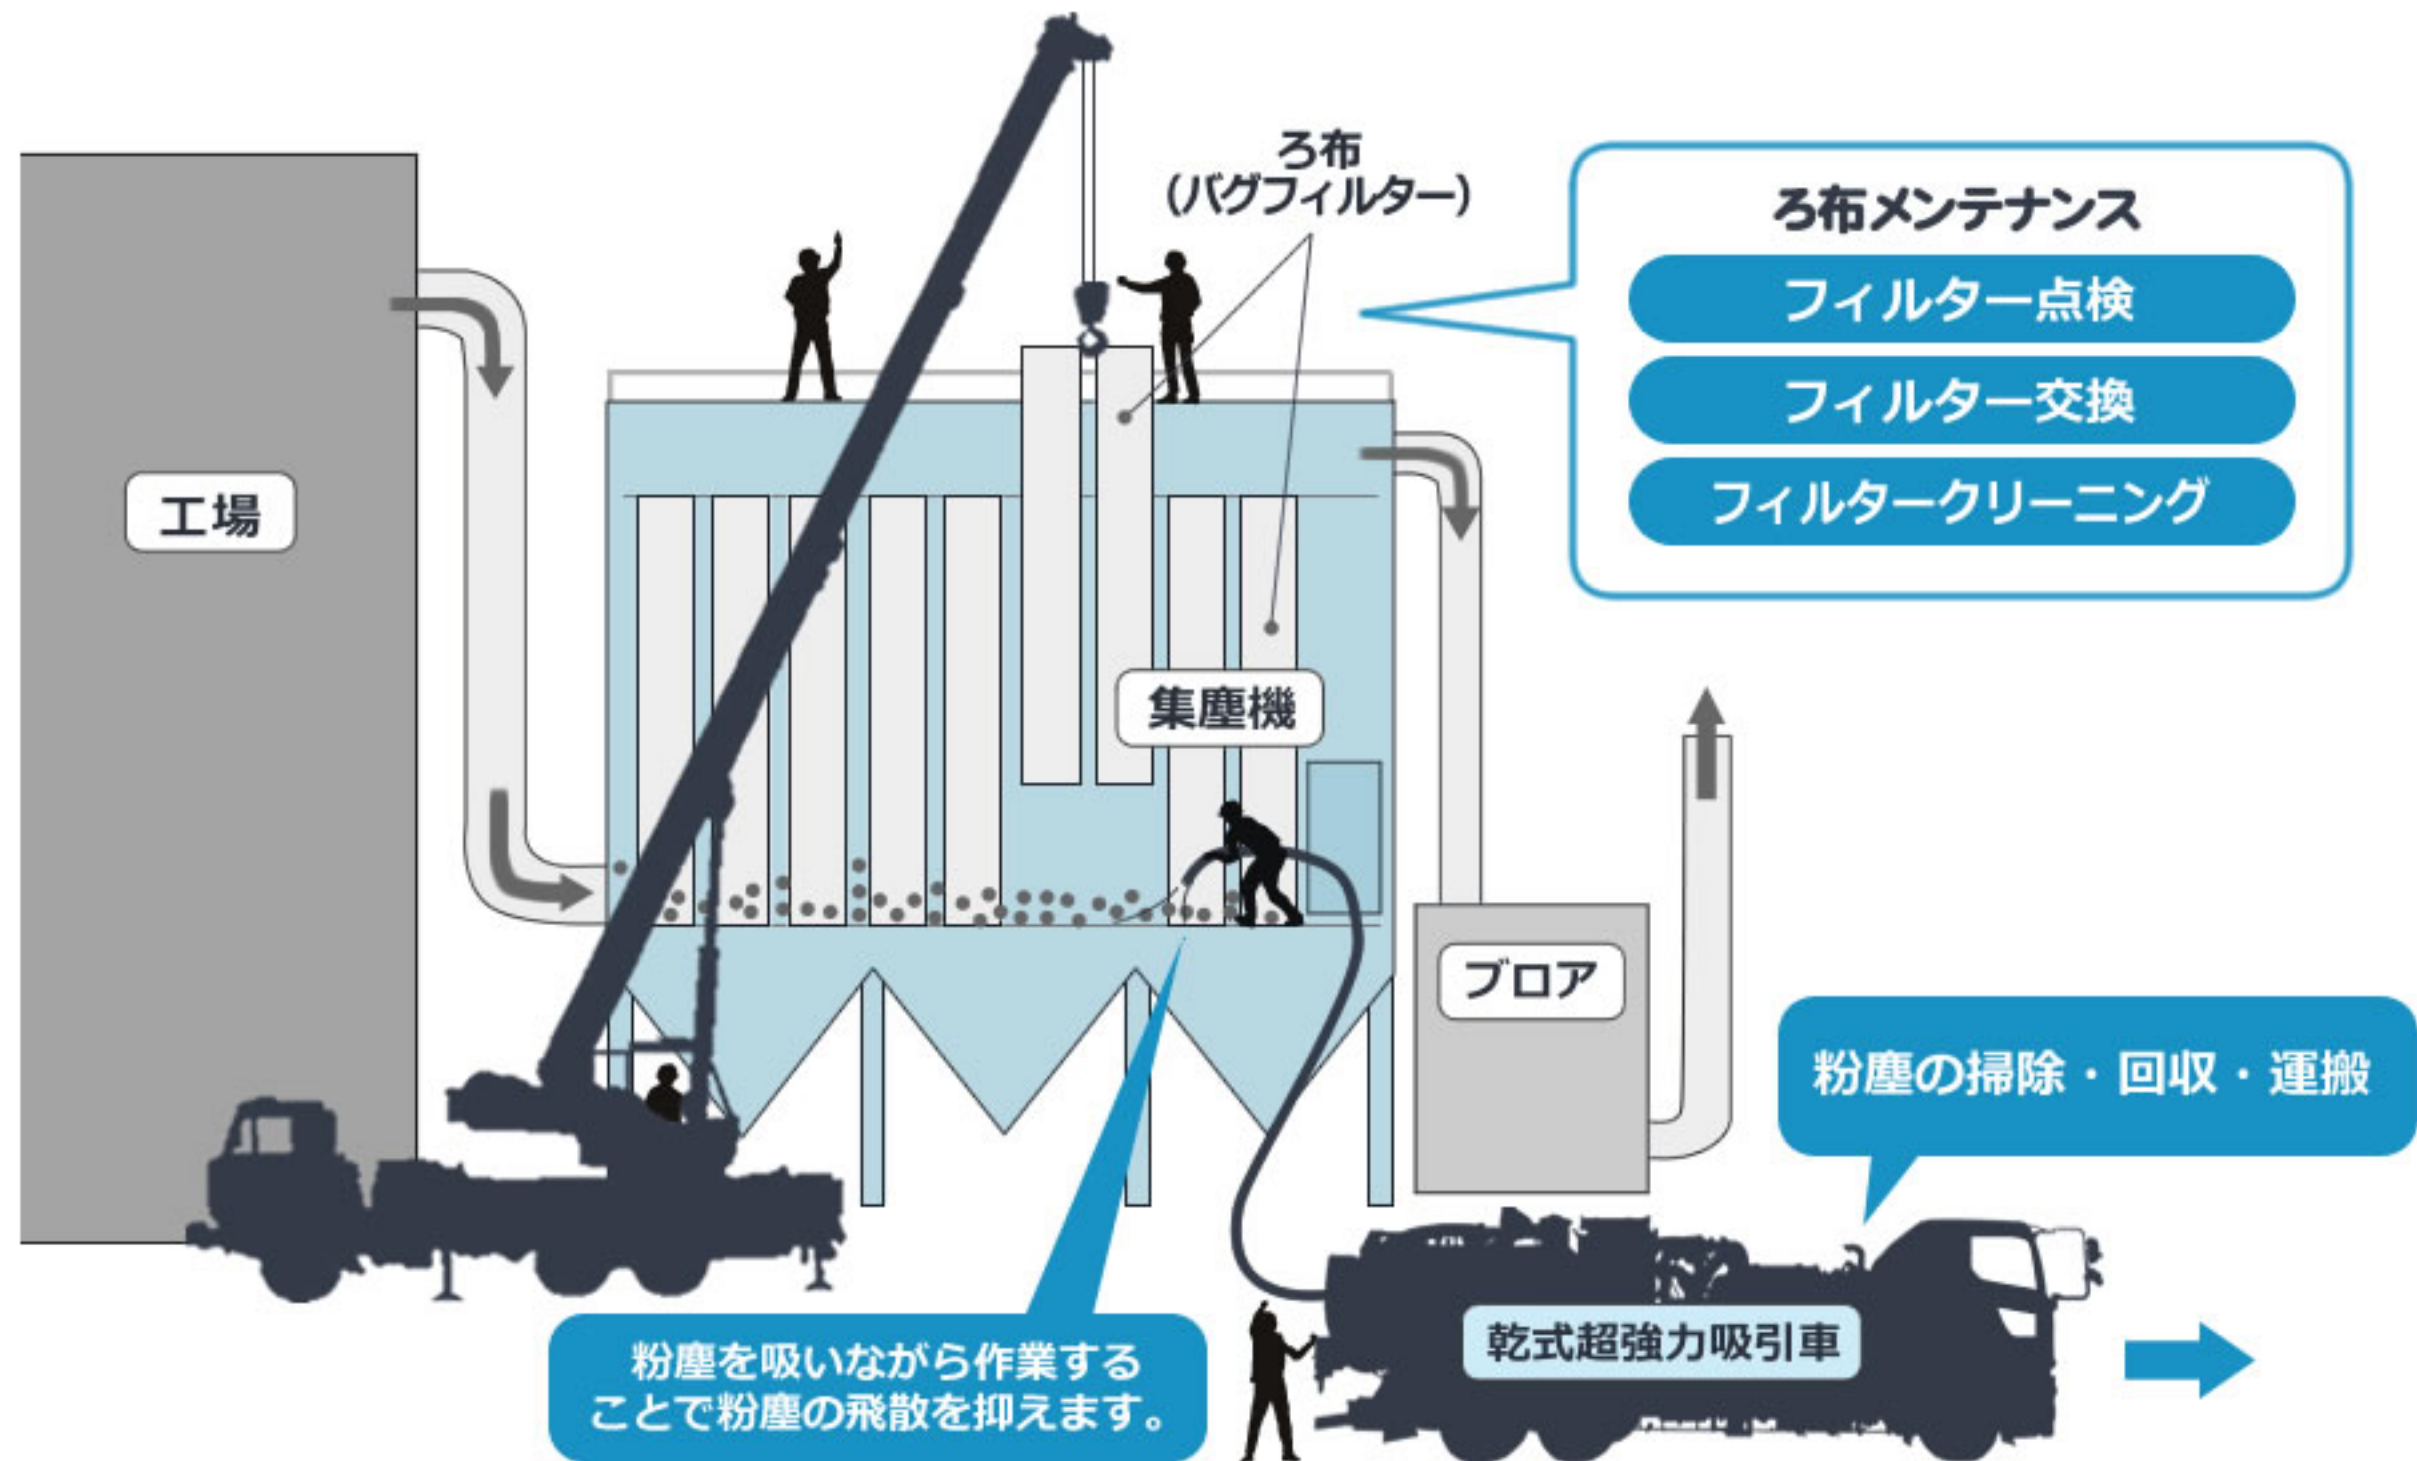 ろ布
（バグフィルター）
ろ布メンテナンス
フィルター点検
フィルター交換
フィルタークリーニング
工場
集塵機
ブロア
粉塵の掃除・回収・運搬
乾式超強力吸引車
粉塵を吸いながら作業する
ことで粉塵の飛散を抑えます。